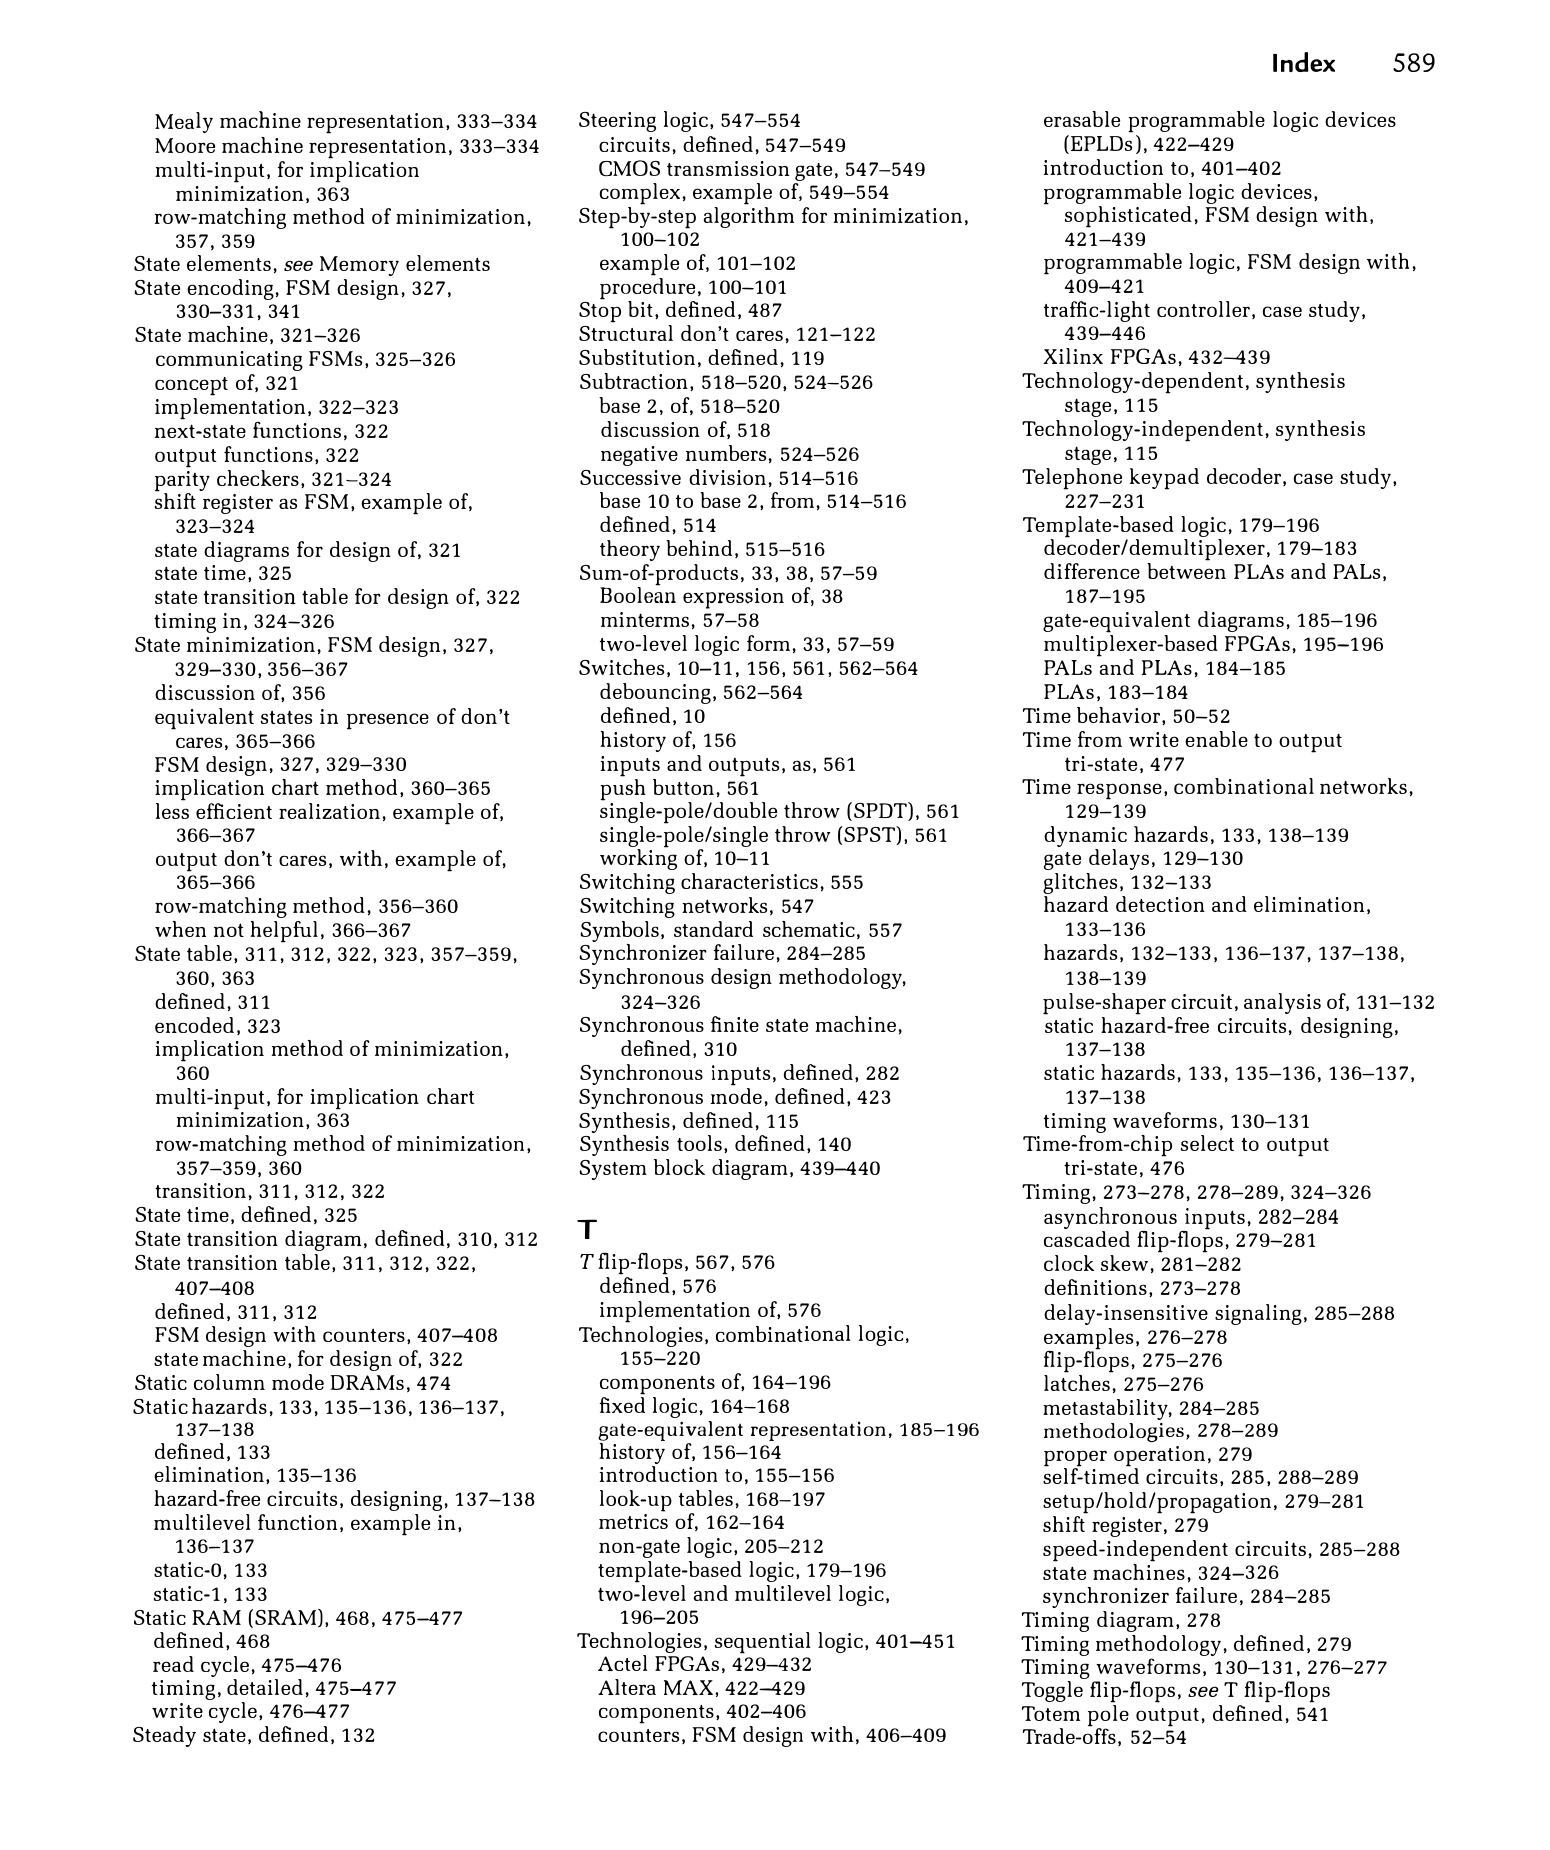 Index 589
Mealy machine representation, 333–334
Moore machine representation, 333–334
multi-input, for implication
minimization, 363
row-matching method of minimization,
357, 359
State elements, see Memory elements
State encoding, FSM design, 327,
330–331, 341
State machine, 321–326
communicating FSMs, 325–326
concept of, 321
implementation, 322–323
next-state functions, 322
output functions, 322
parity checkers, 321–324
shift register as FSM, example of,
323–324
state diagrams for design of, 321
state time, 325
state transition table for design of, 322
timing in, 324–326
State minimization, FSM design, 327,
329–330, 356–367
discussion of, 356
equivalent states in presence of don't
cares, 365–366
FSM design, 327, 329–330
implication chart method, 360–365
less efficient realization, example of,
366–367
output don't cares, with, example of,
365–366
row-matching method, 356–360
when not helpful, 366–367
State table, 311, 312, 322, 323, 357–359,
360, 363
defined, 311
encoded, 323
implication method of minimization,
360
multi-input, for implication chart
minimization, 363
row-matching method of minimization,
357–359, 360
transition, 311, 312, 322
State time, defined, 325
State transition diagram, defined, 310, 312
State transition table, 311, 312, 322,
407–408
defined, 311, 312
FSM design with counters, 407–408
state machine, for design of, 322
Static column mode DRAMs, 474
Static hazards, 133, 135–136, 136–137,
137–138
defined, 133
elimination, 135–136
hazard-free circuits, designing, 137–138
multilevel function, example in,
136–137
static-0, 133
static-1, 133
Static RAM (SRAM), 468, 475–477
defined, 468
read cycle, 475–476
timing, detailed, 475–477
write cycle, 476–477
Steady state, defined, 132
Steering logic, 547–554
circuits, defined, 547–549
CMOS transmission gate, 547–549
complex, example of, 549–554
Step-by-step algorithm for minimization,
100–102
example of, 101–102
procedure, 100–101
Stop bit, defined, 487
Structural don't cares, 121–122
Substitution, defined, 119
Subtraction, 518–520, 524–526
base 2, of, 518–520
discussion of, 518
negative numbers, 524–526
Successive division, 514–516
base 10 to base 2, from, 514–516
defined, 514
theory behind, 515–516
Sum-of-products, 33, 38, 57–59
Boolean expression of, 38
minterms, 57–58
two-level logic form, 33, 57–59
Switches, 10–11, 156, 561, 562–564
debouncing, 562–564
defined, 10
history of, 156
inputs and outputs, as, 561
push button, 561
single-pole/double throw (SPDT), 561
single-pole/single throw (SPST), 561
working of, 10–11
Switching characteristics, 555
Switching networks, 547
Symbols, standard schematic, 557
Synchronizer failure, 284–285
Synchronous design methodology,
324–326
Synchronous finite state machine,
defined, 310
Synchronous inputs, defined, 282
Synchronous mode, defined, 423
Synthesis, defined, 115
Synthesis tools, defined, 140
System block diagram, 439–440
T
T flip-flops, 567, 576
defined, 576
implementation of, 576
Technologies, combinational logic,
155–220
components of, 164–196
fixed logic, 164–168
gate-equivalent representation, 185–196
history of, 156–164
introduction to, 155–156
look-up tables, 168–197
metrics of, 162–164
non-gate logic, 205–212
template-based logic, 179–196
two-level and multilevel logic,
196–205
Technologies, sequential logic, 401–451
Actel FPGAs, 429–432
Altera MAX, 422–429
components, 402–406
counters, FSM design with, 406–409
erasable programmable logic devices
(EPLDs), 422–429
introduction to, 401–402
programmable logic devices,
sophisticated, FSM design with,
421–439
programmable logic, FSM design with,
409–421
traffic-light controller, case study,
439–446
Xilinx FPGAs, 432–439
Technology-dependent, synthesis
stage, 115
Technology-independent, synthesis
stage, 115
Telephone keypad decoder, case study,
227–231
Template-based logic, 179–196
decoder/demultiplexer, 179–183
difference between PLAs and PALs,
187–195
gate-equivalent diagrams, 185–196
multiplexer-based FPGAs, 195–196
PALs and PLAs, 184–185
PLAs, 183–184
Time behavior, 50–52
Time from write enable to output
tri-state, 477
Time response, combinational networks,
129–139
dynamic hazards, 133, 138–139
gate delays, 129–130
glitches, 132–133
hazard detection and elimination,
133–136
hazards, 132–133, 136–137, 137–138,
138–139
pulse-shaper circuit, analysis of, 131–132
static hazard-free circuits, designing,
137–138
static hazards, 133, 135–136, 136–137,
137–138
timing waveforms, 130–131
Time-from-chip select to output
tri-state, 476
Timing, 273–278, 278–289, 324–326
asynchronous inputs, 282–284
cascaded flip-flops, 279–281
clock skew, 281–282
definitions, 273–278
delay-insensitive signaling, 285–288
examples, 276–278
flip-flops, 275–276
latches, 275–276
metastability, 284–285
methodologies, 278–289
proper operation, 279
self-timed circuits, 285, 288–289
setup/hold/propagation, 279–281
shift register, 279
speed-independent circuits, 285–288
state machines, 324–326
synchronizer failure, 284–285
Timing diagram, 278
Timing methodology, defined, 279
Timing waveforms, 130–131, 276–277
Toggle flip-flops, see T flip-flops
Totem pole output, defined, 541
Trade-offs, 52–54